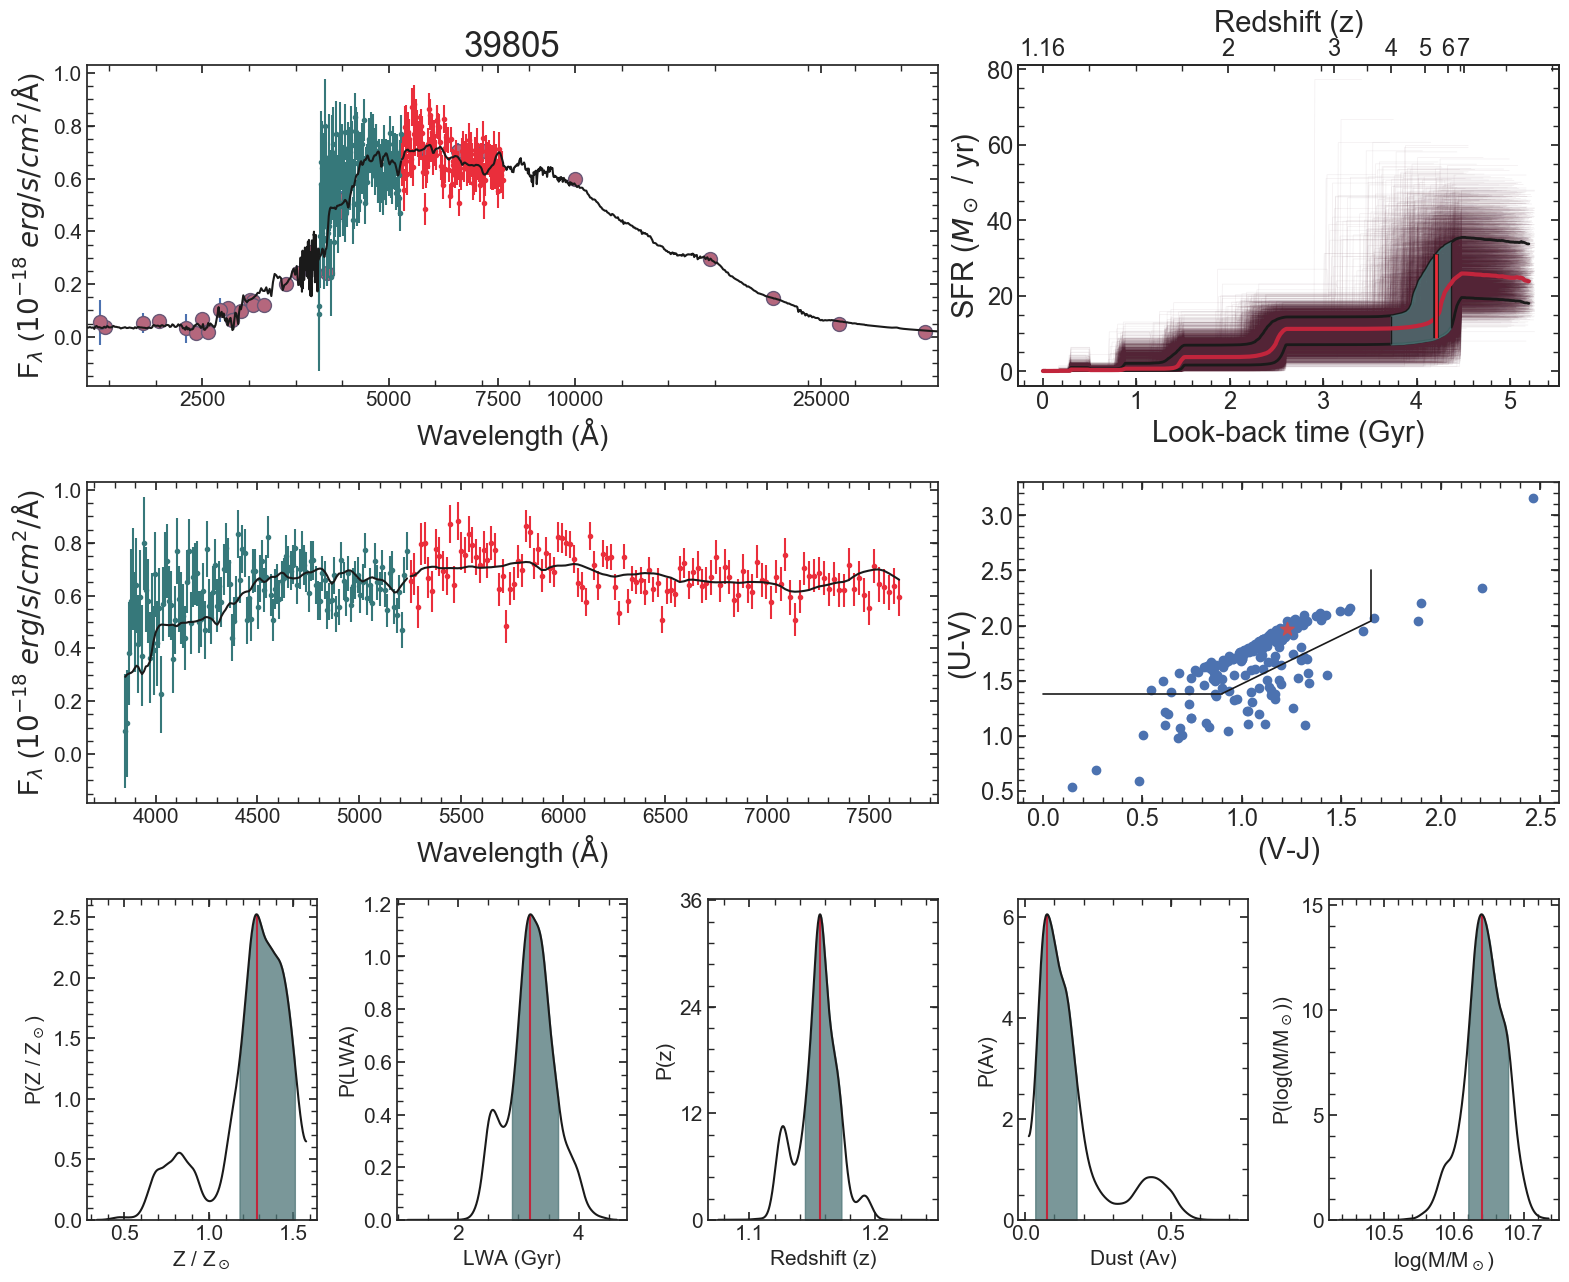 39805
1.0
0.8
0.6
0.4
0.2
0.0
F_λ (10^−18 erg/s/cm^2/Å)
2500 5000 7500 10000 25000
Wavelength (Å)
Redshift (z)
1.16 2 3 4 5 6 7
80
60
40
20
0
SFR (M_⊙ / yr)
0 1 2 3 4 5
Look-back time (Gyr)
1.0
0.8
0.6
0.4
0.2
0.0
F_λ (10^−18 erg/s/cm^2/Å)
4000 4500 5000 5500 6000 6500 7000 7500
Wavelength (Å)
3.0
2.5
2.0
1.5
1.0
0.5
(U-V)
0.0 0.5 1.0 1.5 2.0 2.5
(V-J)
2.5
2.0
1.5
1.0
0.5
0.0
P(Z / Z_⊙)
0.5 1.0 1.5
Z / Z_⊙
1.2
1.0
0.8
0.6
0.4
0.2
0.0
P(LWA)
2 4
LWA (Gyr)
36
24
12
0
P(z)
1.1 1.2
Redshift (z)
6
4
2
0
P(Av)
0.0 0.5
Dust (Av)
15
10
5
0
P(log(M/M_⊙))
10.5 10.6 10.7
log(M/M_⊙)